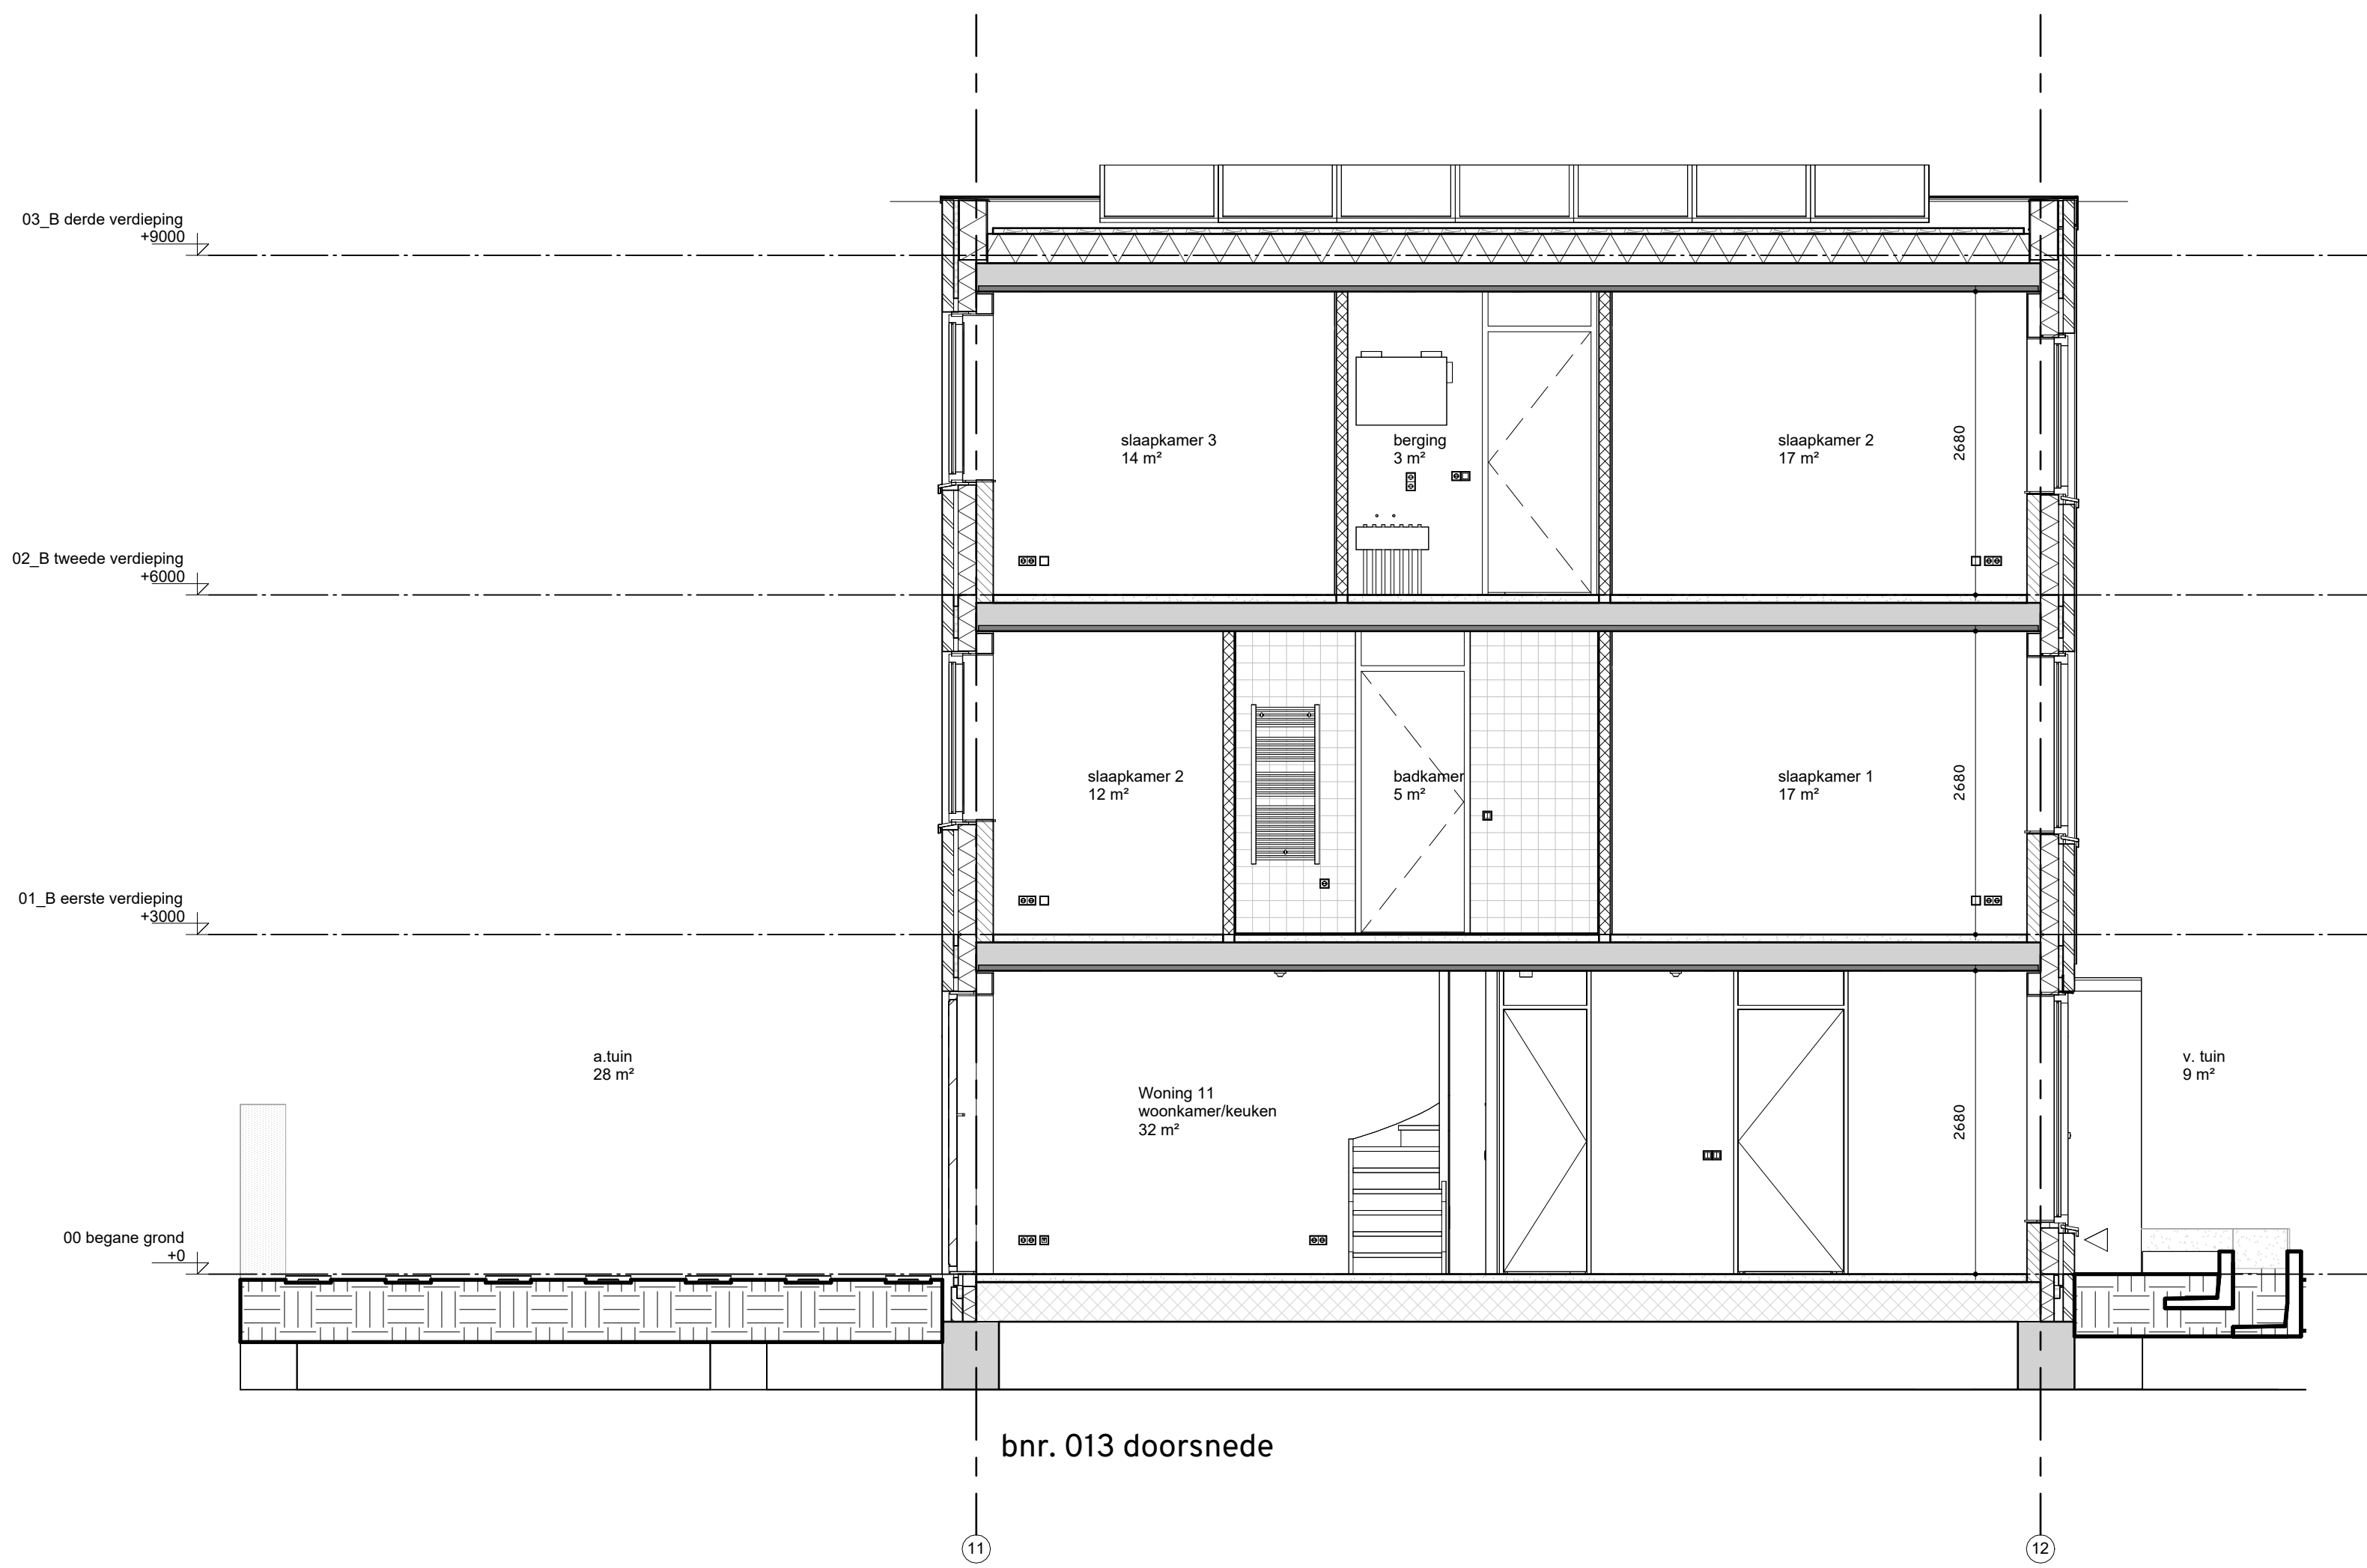 03_B derde verdieping
+9000
slaapkamer 3
14 m²
berging
3 m²
slaapkamer 2
17 m²
2680
02_B tweede verdieping
+6000
slaapkamer 2
12 m²
badkamer
5 m²
slaapkamer 1
17 m²
2680
01_B eerste verdieping
+3000
a.tuin
28 m²
Woning 11
woonkamer/keuken
32 m²
2680
v. tuin
9 m²
00 begane grond
+0
bnr. 013 doorsnede
11
12